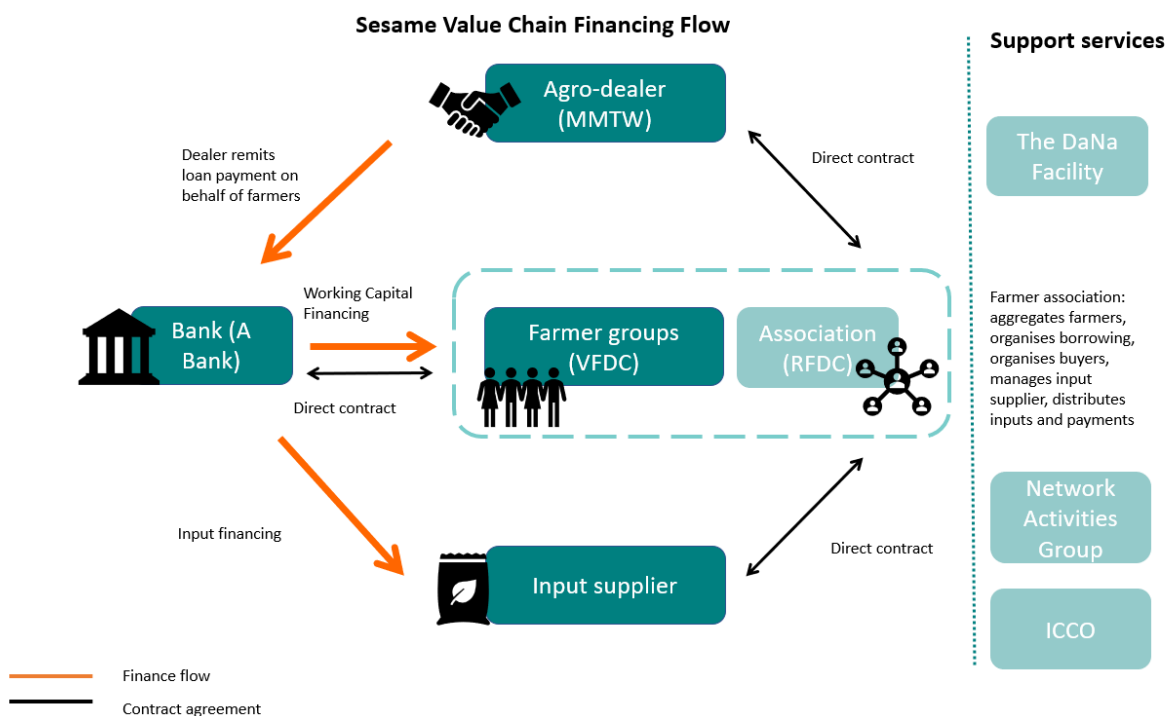 Sesame Value Chain Financing Flow
Support services
Agro-dealer
(MMTW)
The DaNa
Facility
Dealer remits
loan payment on
behalf of farmers
Direct contract
Working Capital
Financing
Bank (A
Bank)
Farmer groups
(VFDC)
Association
(RFDC)
Direct contract
Farmer association:
aggregates farmers,
organises borrowing,
organises buyers,
manages input
supplier, distributes
inputs and payments
Input financing
Direct contract
Input supplier
Network
Activities
Group
ICCO
Finance flow
Contract agreement